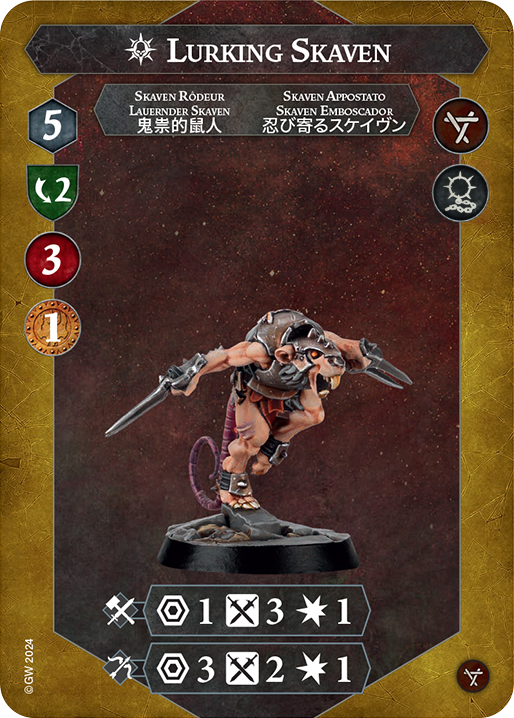 LURKING SKAVEN
SKAVEN RÔDEUR
LAUERNDER SKAVEN
鬼祟的鼠人
SKAVEN APPOSTATO
SKAVEN EMBOSCADOR
忍び寄るスケイヴン
5
2
3
1
1 3 1
3 2 1
©GW 2024